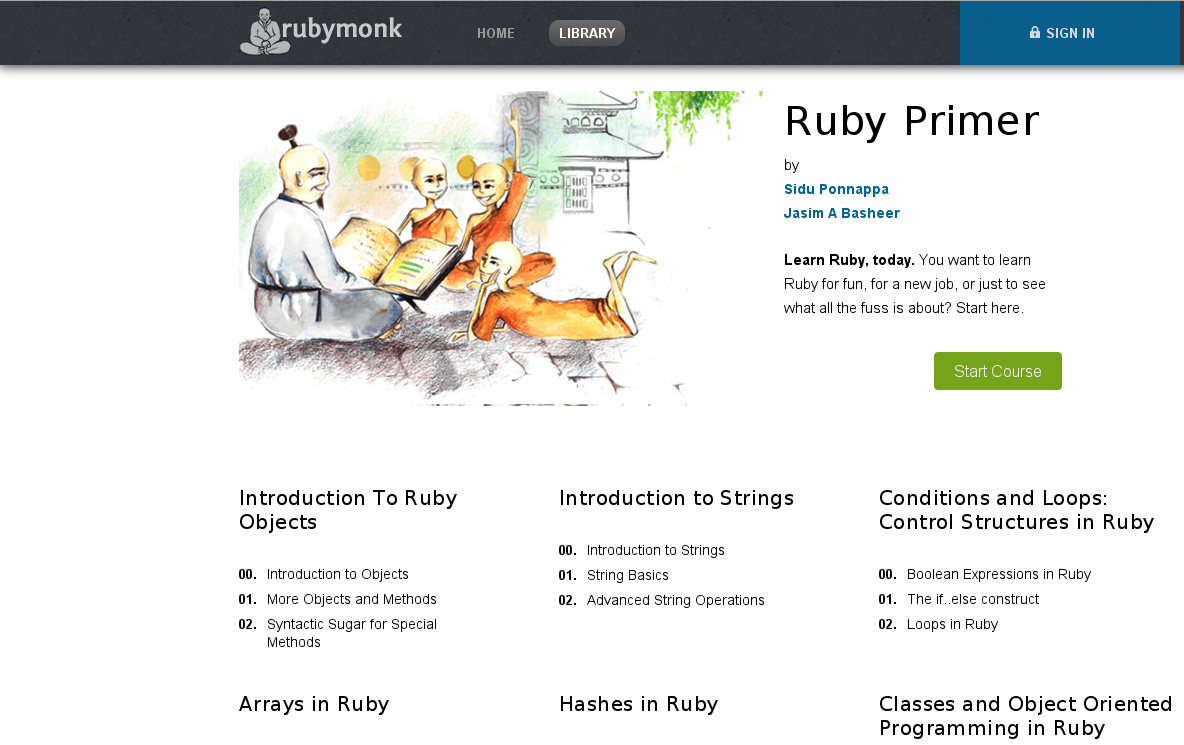 rubymonk
HOME
LIBRARY
SIGN IN
Ruby Primer
by
Sidu Ponnappa
Jasim A Basheer
Learn Ruby, today. You want to learn
Ruby for fun, for a new job, or just to see
what all the fuss is about? Start here.
Start Course
Introduction To Ruby
Objects
00. Introduction to Objects
01. More Objects and Methods
02. Syntactic Sugar for Special
Methods
Introduction to Strings
00. Introduction to Strings
01. String Basics
02. Advanced String Operations
Conditions and Loops:
Control Structures in Ruby
00. Boolean Expressions in Ruby
01. The if..else construct
02. Loops in Ruby
Arrays in Ruby
Hashes in Ruby
Classes and Object Oriented
Programming in Ruby